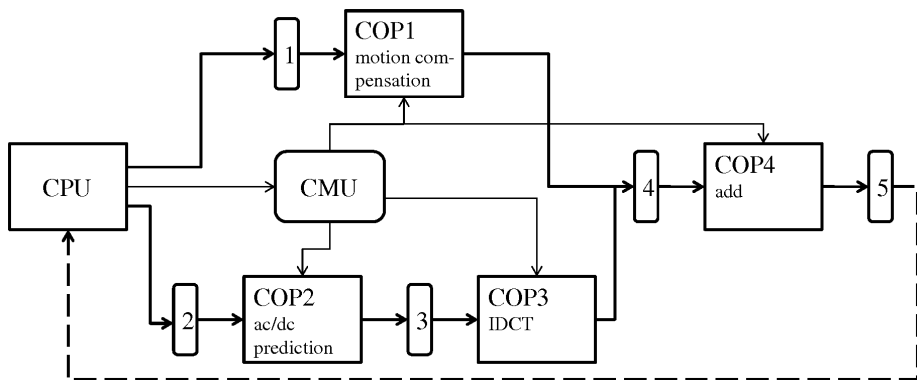 COP1
motion com-
pensation
1
CPU
CMU
4
COP4
add
5
2
COP2
ac/dc
prediction
3
COP3
IDCT